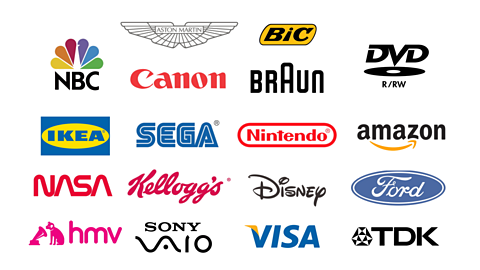 NBC
ASTON MARTIN
BiC
®
DVD
R/RW
Canon
BRAUN
IKEA
®
SEGA®
Nintendo®
amazon
NASA
Kellogg's®
Disney
Ford
hmv
SONY
VAIO
VISA
TDK